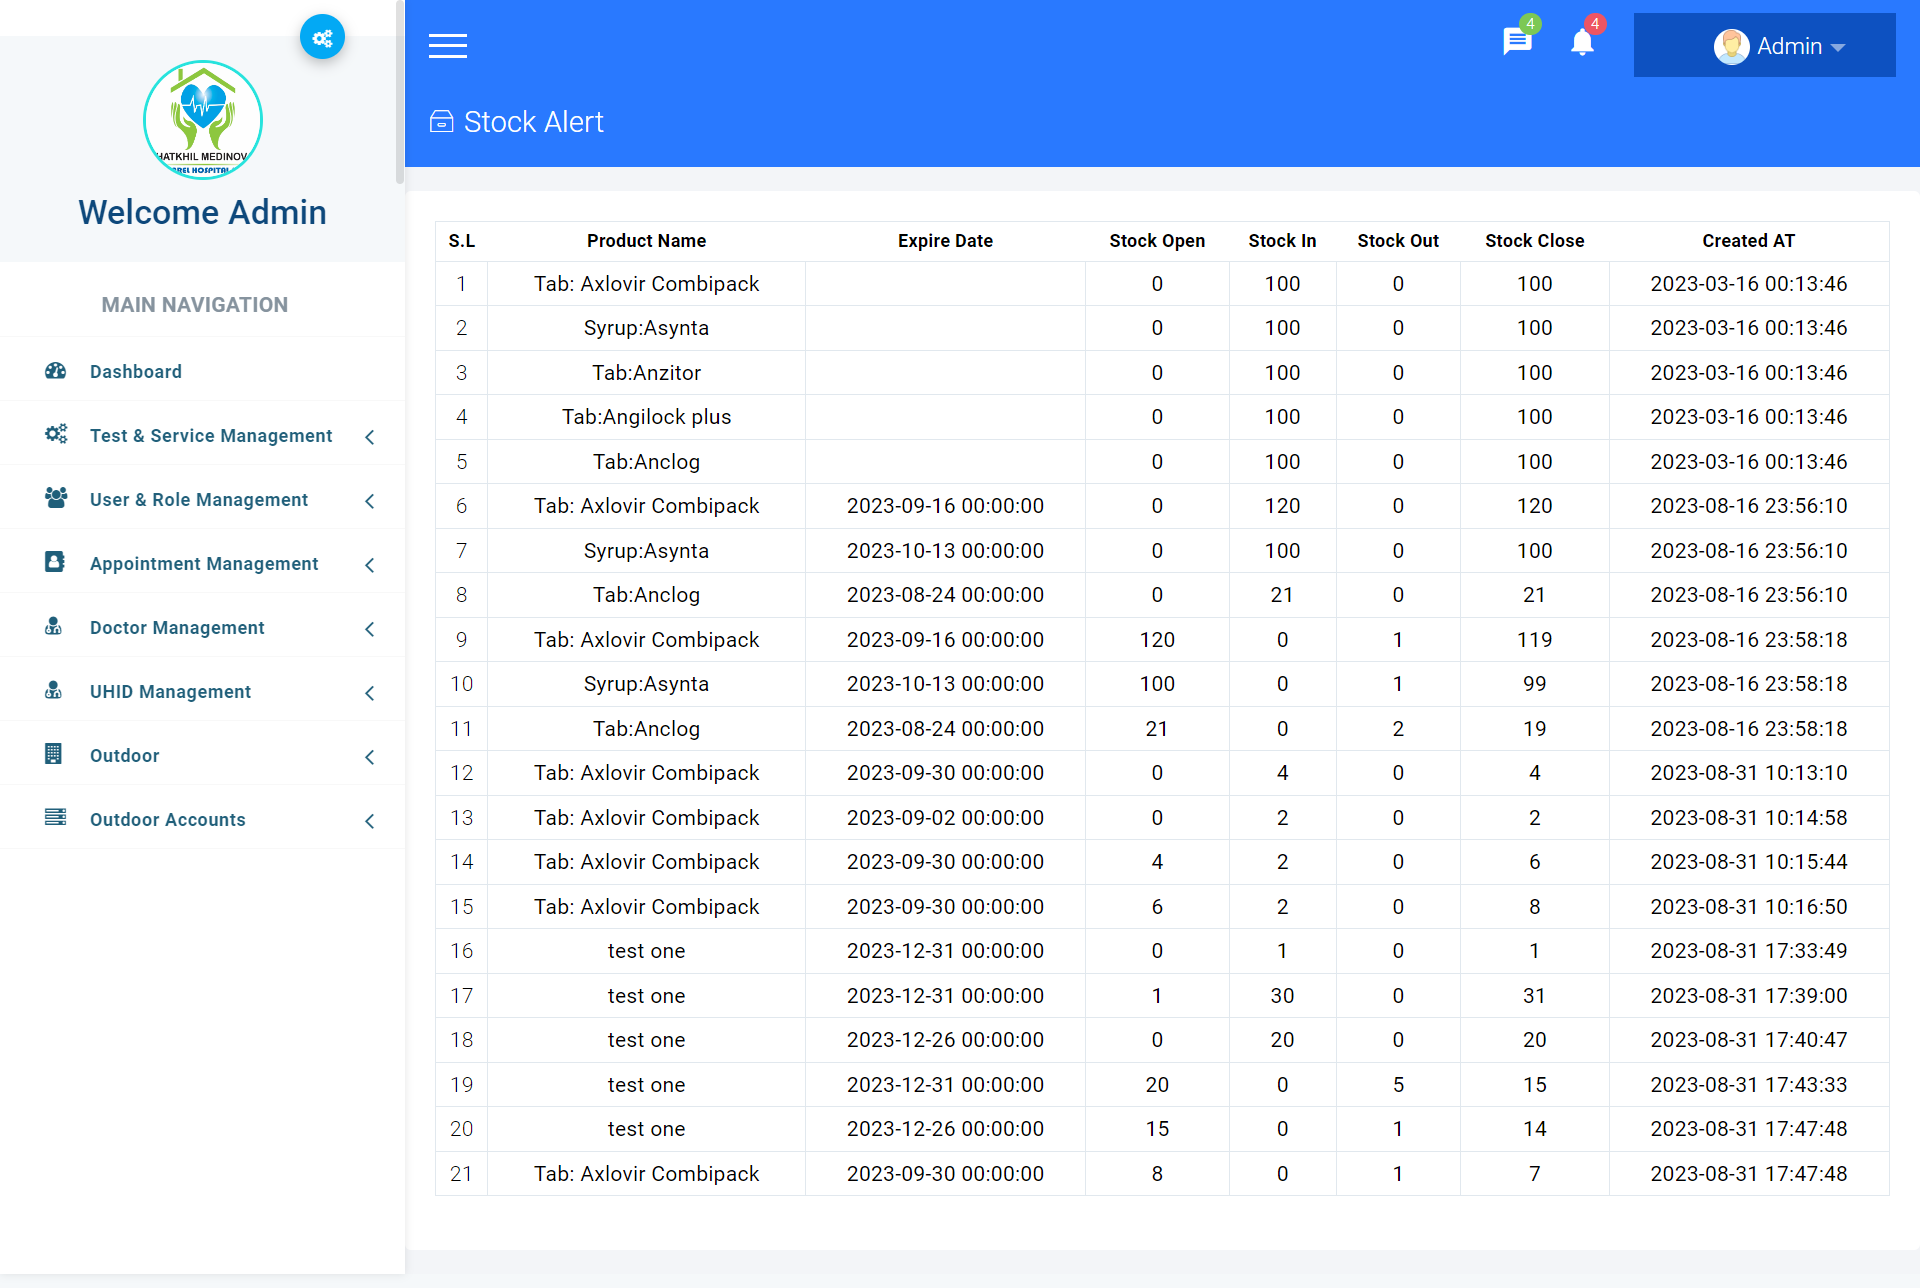 HATKHIL MEDINOV
Welcome Admin
MAIN NAVIGATION
Dashboard
Test & Service Management
User & Role Management
Appointment Management
Doctor Management
UHID Management
Outdoor
Outdoor Accounts
4
4
Admin
Stock Alert
S.L Product Name Expire Date Stock Open Stock In Stock Out Stock Close Created AT
1 Tab: Axlovir Combipack 0 100 0 100 2023-03-16 00:13:46
2 Syrup:Asynta 0 100 0 100 2023-03-16 00:13:46
3 Tab:Anzitor 0 100 0 100 2023-03-16 00:13:46
4 Tab:Angilock plus 0 100 0 100 2023-03-16 00:13:46
5 Tab:Anclog 0 100 0 100 2023-03-16 00:13:46
6 Tab: Axlovir Combipack 2023-09-16 00:00:00 0 120 0 120 2023-08-16 23:56:10
7 Syrup:Asynta 2023-10-13 00:00:00 0 100 0 100 2023-08-16 23:56:10
8 Tab:Anclog 2023-08-24 00:00:00 0 21 0 21 2023-08-16 23:56:10
9 Tab: Axlovir Combipack 2023-09-16 00:00:00 120 0 1 119 2023-08-16 23:58:18
10 Syrup:Asynta 2023-10-13 00:00:00 100 0 1 99 2023-08-16 23:58:18
11 Tab:Anclog 2023-08-24 00:00:00 21 0 2 19 2023-08-16 23:58:18
12 Tab: Axlovir Combipack 2023-09-30 00:00:00 0 4 0 4 2023-08-31 10:13:10
13 Tab: Axlovir Combipack 2023-09-02 00:00:00 0 2 0 2 2023-08-31 10:14:58
14 Tab: Axlovir Combipack 2023-09-30 00:00:00 4 2 0 6 2023-08-31 10:15:44
15 Tab: Axlovir Combipack 2023-09-30 00:00:00 6 2 0 8 2023-08-31 10:16:50
16 test one 2023-12-31 00:00:00 0 1 0 1 2023-08-31 17:33:49
17 test one 2023-12-31 00:00:00 1 30 0 31 2023-08-31 17:39:00
18 test one 2023-12-26 00:00:00 0 20 0 20 2023-08-31 17:40:47
19 test one 2023-12-31 00:00:00 20 0 5 15 2023-08-31 17:43:33
20 test one 2023-12-26 00:00:00 15 0 1 14 2023-08-31 17:47:48
21 Tab: Axlovir Combipack 2023-09-30 00:00:00 8 0 1 7 2023-08-31 17:47:48